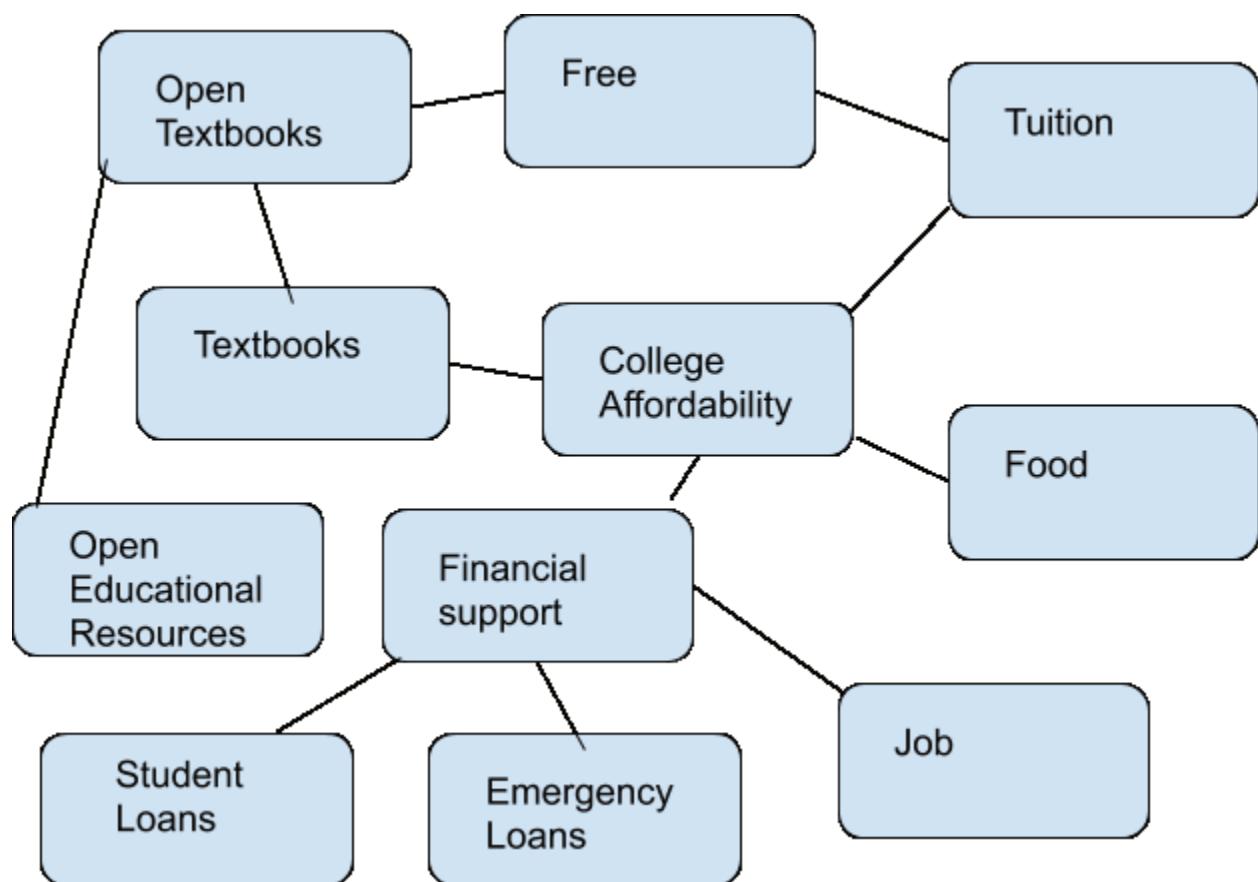 Open
Textbooks
Free
Tuition
Textbooks
College
Affordability
Food
Open
Educational
Resources
Financial
support
Student
Loans
Emergency
Loans
Job